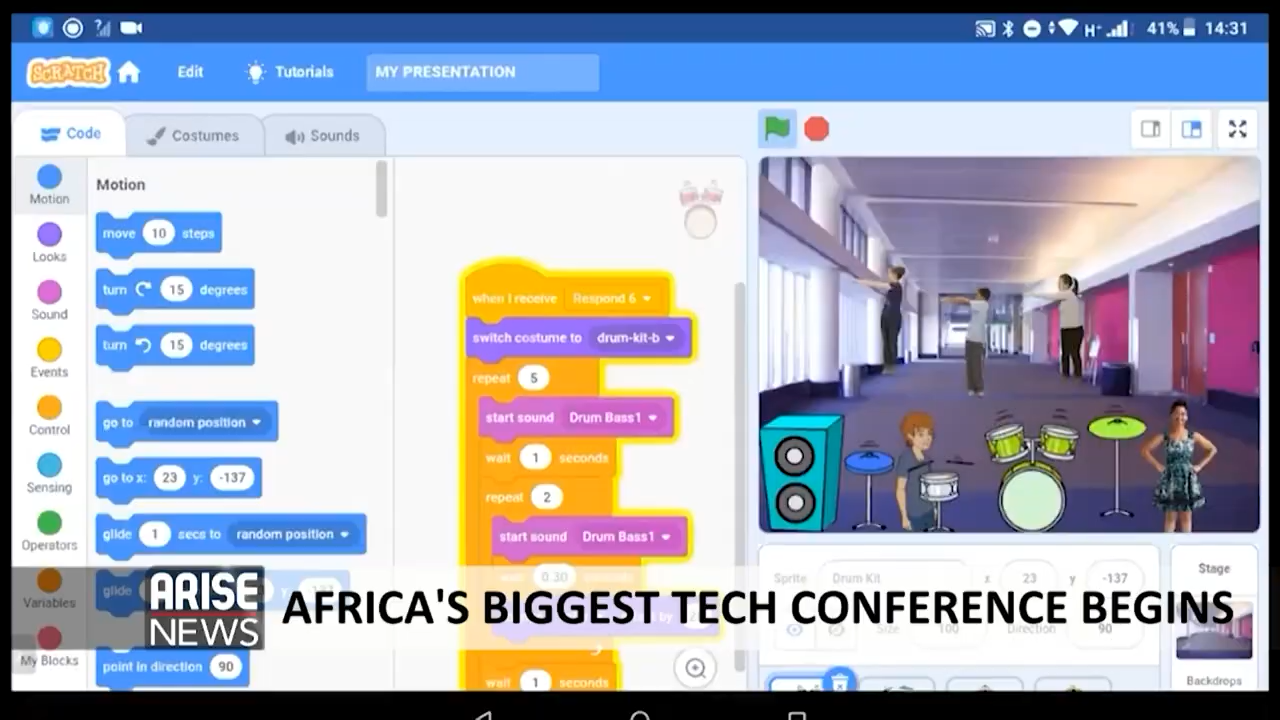 H+ 41% 14:31
SCRATCH Edit Tutorials MY PRESENTATION
Code Costumes Sounds
Motion
Looks
Sound
Events
Control
Sensing
Operators
Variables
My Blocks
Motion
move 10 steps
turn 15 degrees
turn 15 degrees
go to random position
go to x: 23 y: -137
glide 1 secs to random position
glide
point in direction 90
when I receive Respond 6
switch costume to drum-kit-b
repeat 5
start sound Drum Bass1
wait 1 seconds
repeat 2
start sound Drum Bass1
wait 0.30
wait 1 seconds
Sprite Drum Kit x 23 y -137
Size 100 Direction 90
Stage
Backdrops
ARISE
NEWS
AFRICA'S BIGGEST TECH CONFERENCE BEGINS